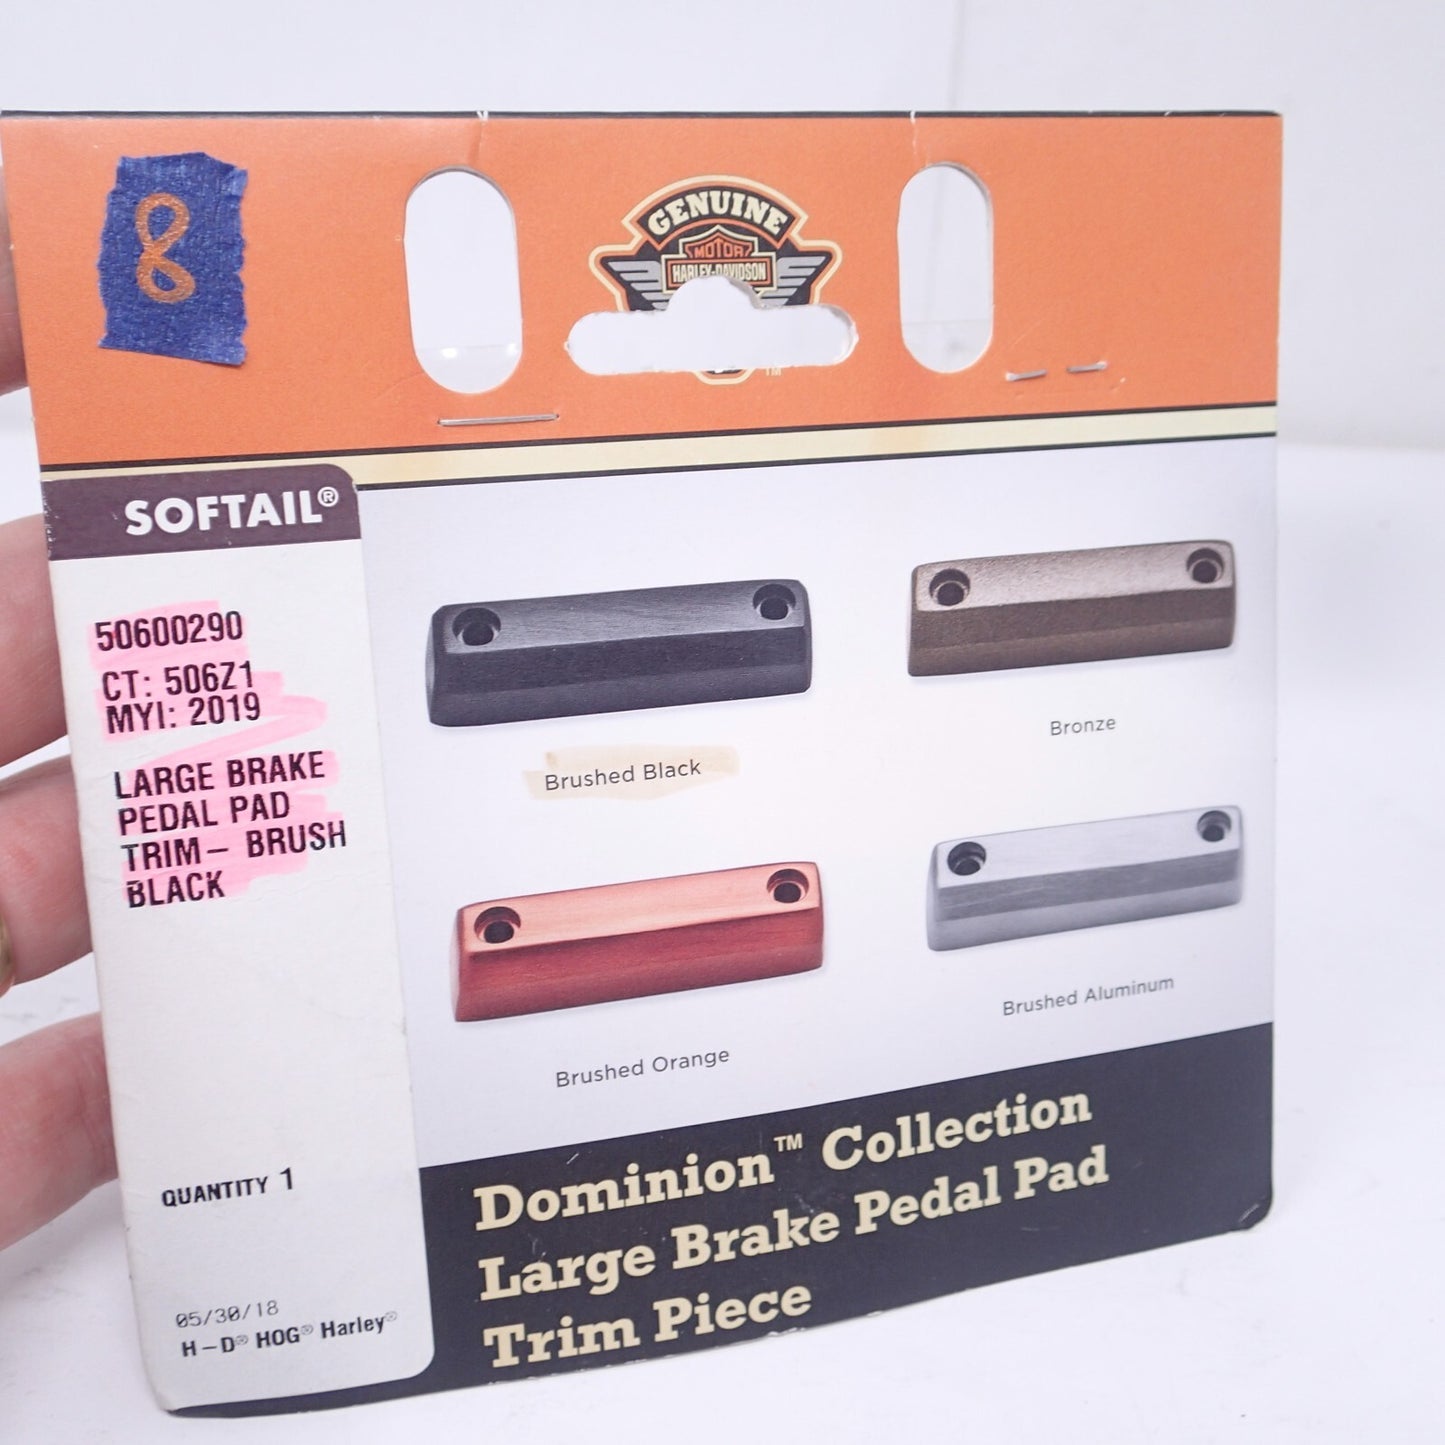 8
GENUINE
MOTOR
HARLEY-DAVIDSON
TM
SOFTAIL®
50600290
CT: 506Z1
MYI: 2019
LARGE BRAKE
PEDAL PAD
TRIM– BRUSH
BLACK
QUANTITY 1
05/30/18
H–D® HOG® Harley®
Brushed Black
Bronze
Brushed Orange
Brushed Aluminum
Dominion™ Collection
Large Brake Pedal Pad
Trim Piece